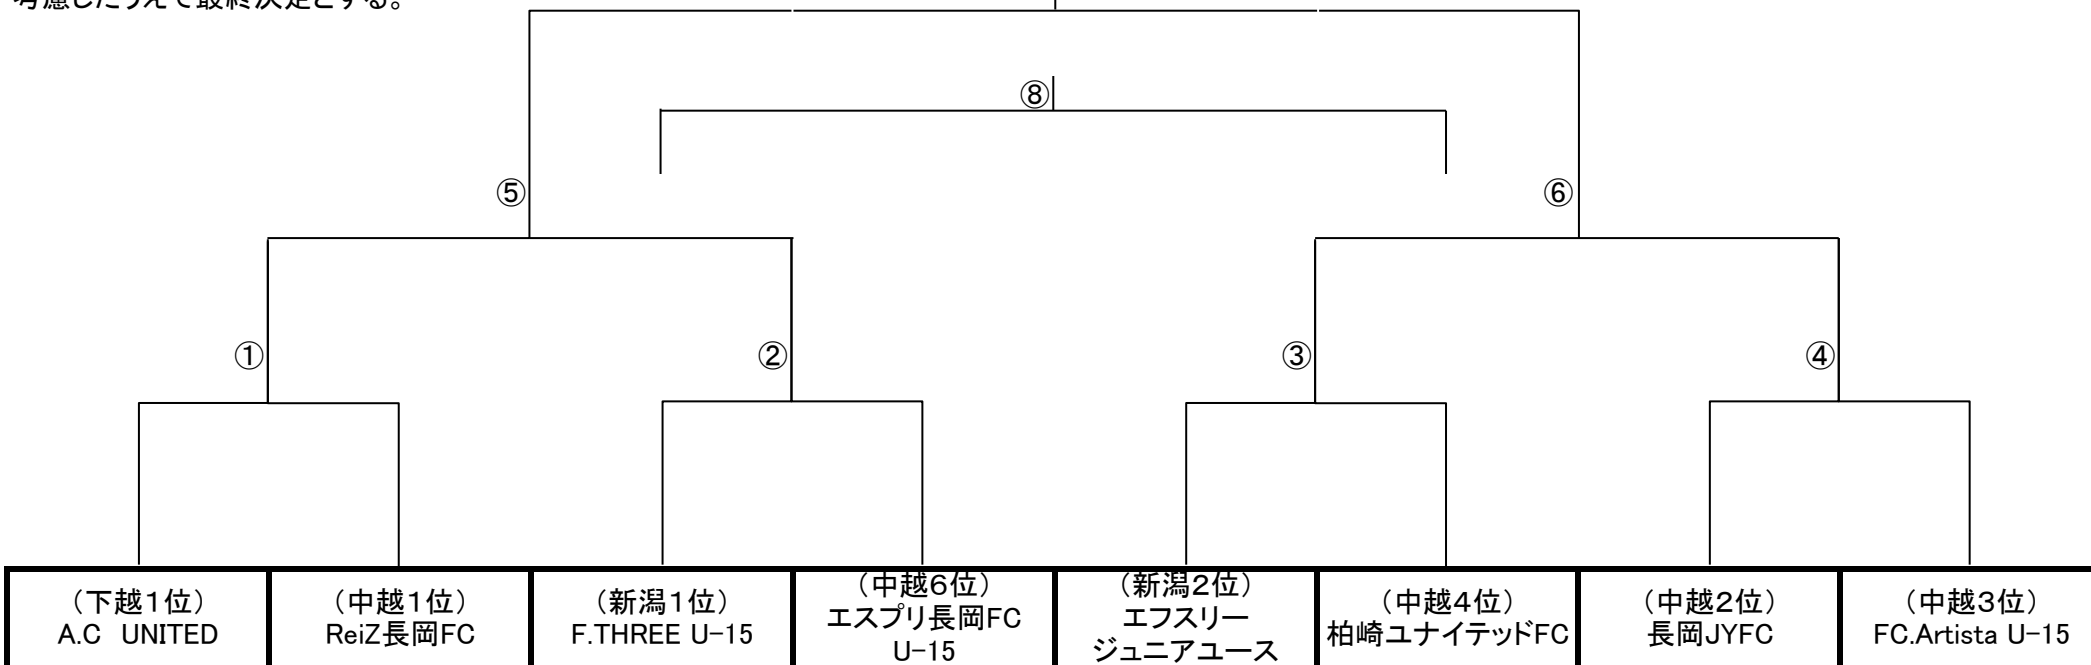 考慮したうえで最終決定とする。
⑧
⑤
⑥
①
②
③
④
（下越１位）
A.C　UNITED
（中越１位）
ReiZ長岡FC
（新潟１位）
F.THREE U-15
（中越６位）
エスプリ長岡FC
U-15
（新潟２位）
エフスリー
ジュニアユース
（中越４位）
柏崎ユナイテッドFC
（中越２位）
長岡JYFC
（中越３位）
FC.Artista U-15